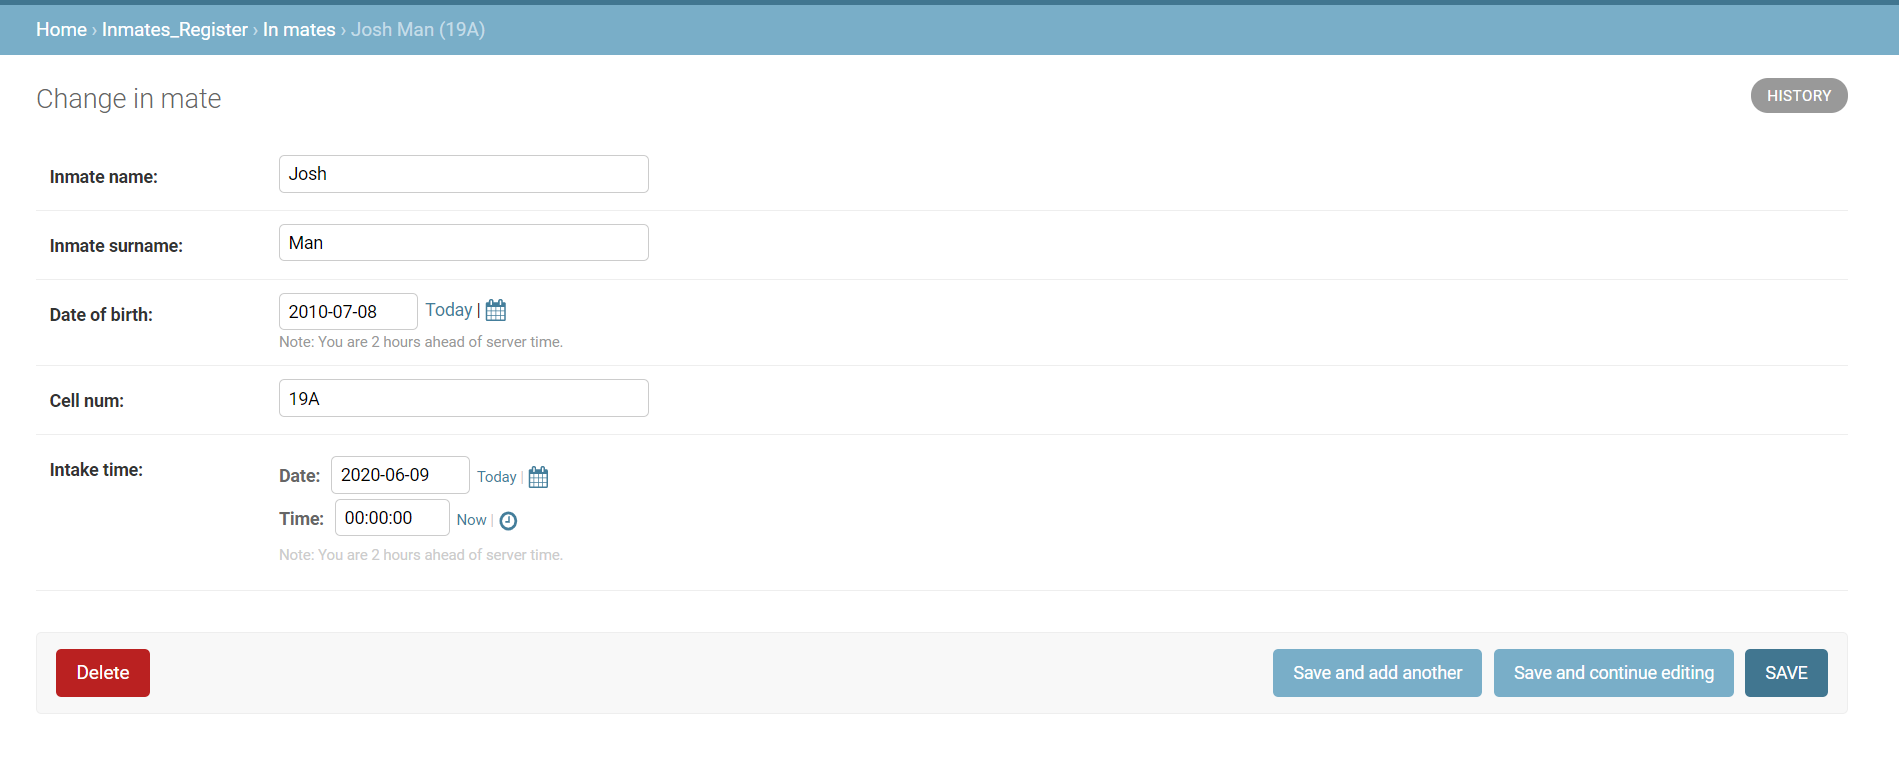 Home › Inmates_Register › In mates › Josh Man (19A)
Change in mate
HISTORY
Inmate name: Josh
Inmate surname: Man
Date of birth: 2010-07-08 Today |
Note: You are 2 hours ahead of server time.
Cell num: 19A
Intake time:
Date: 2020-06-09 Today |
Time: 00:00:00 Now |
Note: You are 2 hours ahead of server time.
Delete Save and add another Save and continue editing SAVE